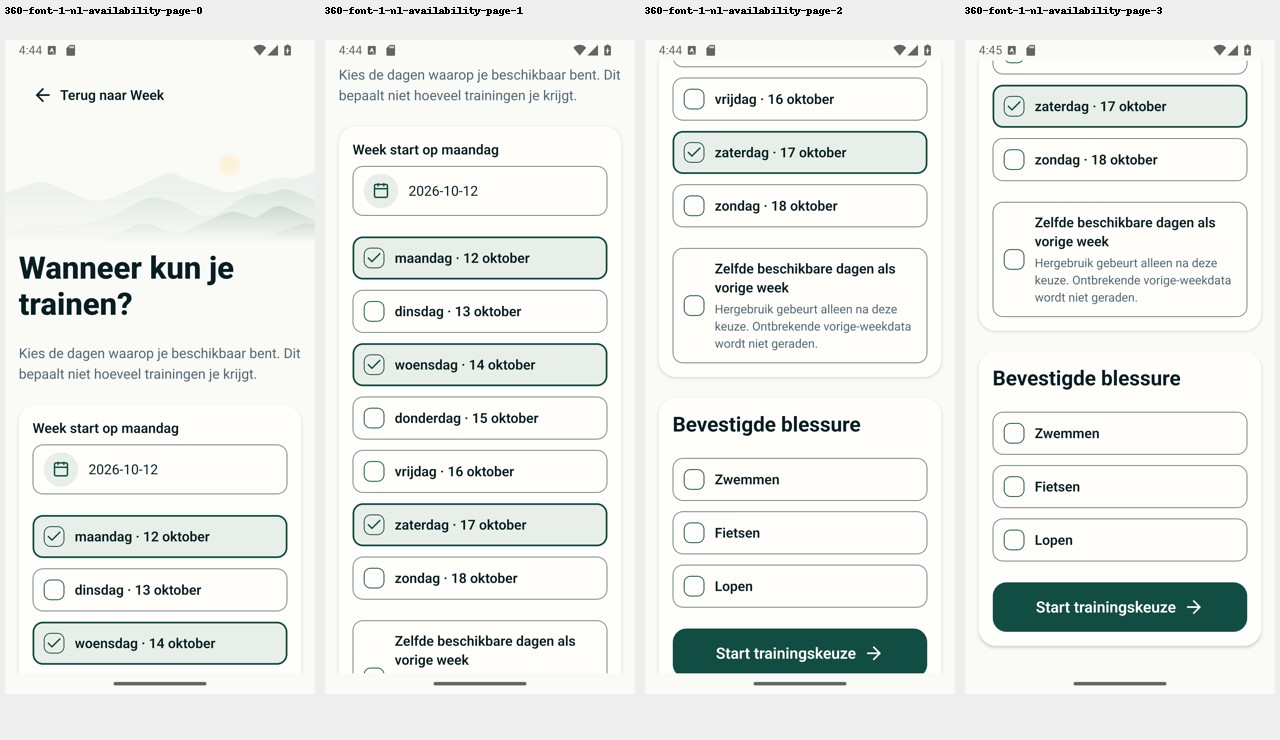 360-font-1-nl-availability-page-0
4:44
Terug naar Week
Wanneer kun je
trainen?
Kies de dagen waarop je beschikbaar bent. Dit
bepaalt niet hoeveel trainingen je krijgt.
Week start op maandag
2026-10-12
maandag · 12 oktober
dinsdag · 13 oktober
woensdag · 14 oktober
360-font-1-nl-availability-page-1
4:44
Kies de dagen waarop je beschikbaar bent. Dit
bepaalt niet hoeveel trainingen je krijgt.
Week start op maandag
2026-10-12
maandag · 12 oktober
dinsdag · 13 oktober
woensdag · 14 oktober
donderdag · 15 oktober
vrijdag · 16 oktober
zaterdag · 17 oktober
zondag · 18 oktober
Zelfde beschikbare dagen als
vorige week
360-font-1-nl-availability-page-2
4:44
vrijdag · 16 oktober
zaterdag · 17 oktober
zondag · 18 oktober
Zelfde beschikbare dagen als
vorige week
Hergebruik gebeurt alleen na deze
keuze. Ontbrekende vorige-weekdata
wordt niet geraden.
Bevestigde blessure
Zwemmen
Fietsen
Lopen
Start trainingskeuze
360-font-1-nl-availability-page-3
4:45
zaterdag · 17 oktober
zondag · 18 oktober
Zelfde beschikbare dagen als
vorige week
Hergebruik gebeurt alleen na deze
keuze. Ontbrekende vorige-weekdata
wordt niet geraden.
Bevestigde blessure
Zwemmen
Fietsen
Lopen
Start trainingskeuze